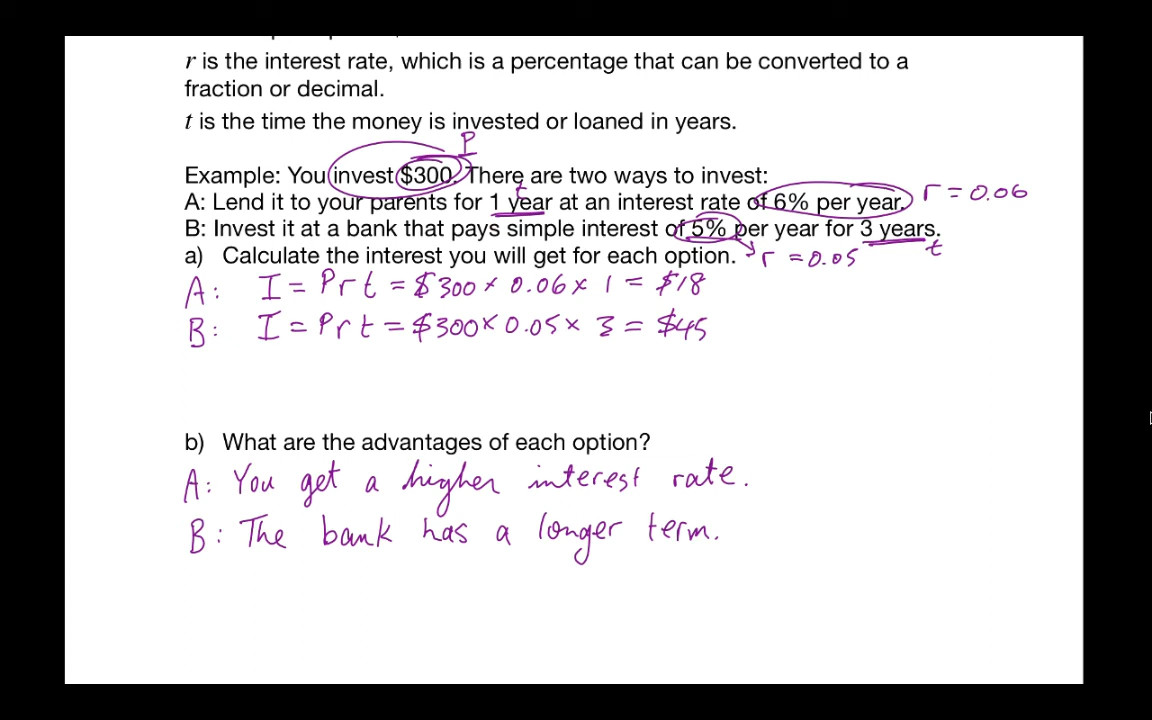 r is the interest rate, which is a percentage that can be converted to a
fraction or decimal.
t is the time the money is invested or loaned in years.
P
Example: You invest $300. There are two ways to invest:
t
A: Lend it to your parents for 1 year at an interest rate of 6% per year. r = 0.06
B: Invest it at a bank that pays simple interest of 5% per year for 3 years.
a) Calculate the interest you will get for each option. r = 0.05 t
A: I = Prt = $300 × 0.06 × 1 = $18
B: I = Prt = $300 × 0.05 × 3 = $45
b) What are the advantages of each option?
A: You get a higher interest rate.
B: The bank has a longer term.